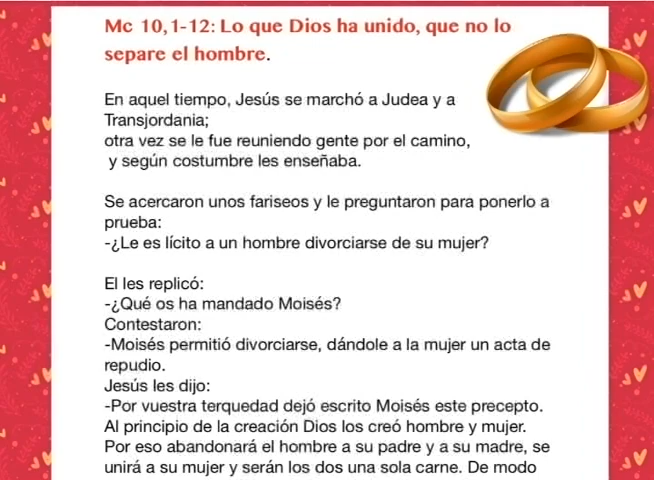 Mc 10,1-12: Lo que Dios ha unido, que no lo
separe el hombre.
En aquel tiempo, Jesús se marchó a Judea y a
Transjordania;
otra vez se le fue reuniendo gente por el camino,
y según costumbre les enseñaba.
Se acercaron unos fariseos y le preguntaron para ponerlo a
prueba:
-¿Le es lícito a un hombre divorciarse de su mujer?
El les replicó:
-¿Qué os ha mandado Moisés?
Contestaron:
-Moisés permitió divorciarse, dándole a la mujer un acta de
repudio.
Jesús les dijo:
-Por vuestra terquedad dejó escrito Moisés este precepto.
Al principio de la creación Dios los creó hombre y mujer.
Por eso abandonará el hombre a su padre y a su madre, se
unirá a su mujer y serán los dos una sola carne. De modo